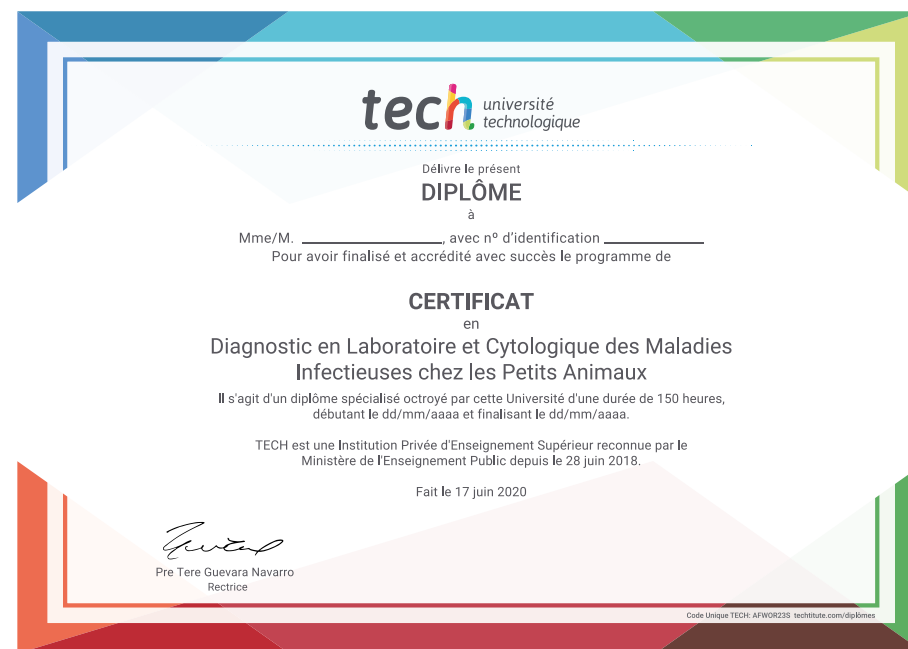 tech université
technologique
Délivre le présent
DIPLÔME
à
Mme/M. ____________, avec nº d'identification ____________
Pour avoir finalisé et accrédité avec succès le programme de
CERTIFICAT
en
Diagnostic en Laboratoire et Cytologique des Maladies
Infectieuses chez les Petits Animaux
Il s'agit d'un diplôme spécialisé octroyé par cette Université d'une durée de 150 heures,
débutant le dd/mm/aaaa et finalisant le dd/mm/aaaa.
TECH est une Institution Privée d'Enseignement Supérieur reconnue par le
Ministère de l'Enseignement Public depuis le 28 juin 2018.
Fait le 17 juin 2020
Pre Tere Guevara Navarro
Rectrice
Code Unique TECH: AFWOR23S techtitute.com/diplômes